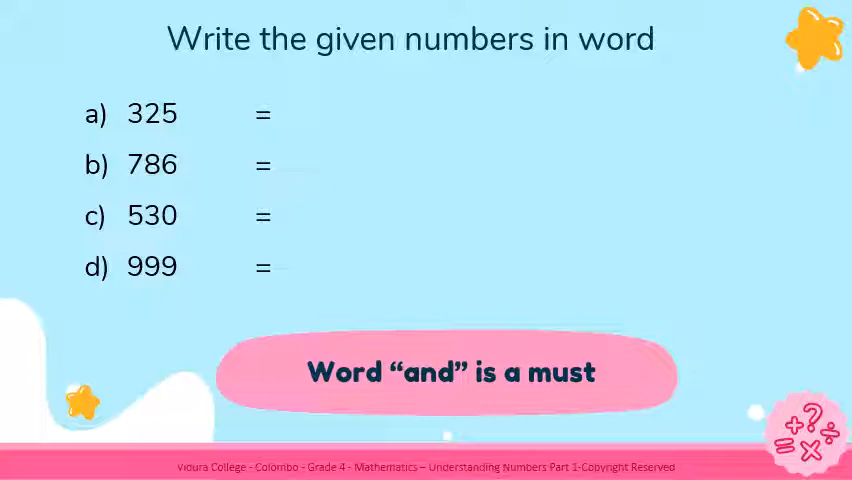 Write the given numbers in word
a) 325 =
b) 786 =
c) 530 =
d) 999 =
Word “and” is a must
Vidura College - Colombo - Grade 4 - Mathematics – Understanding Numbers Part 1-Copyright Reserved